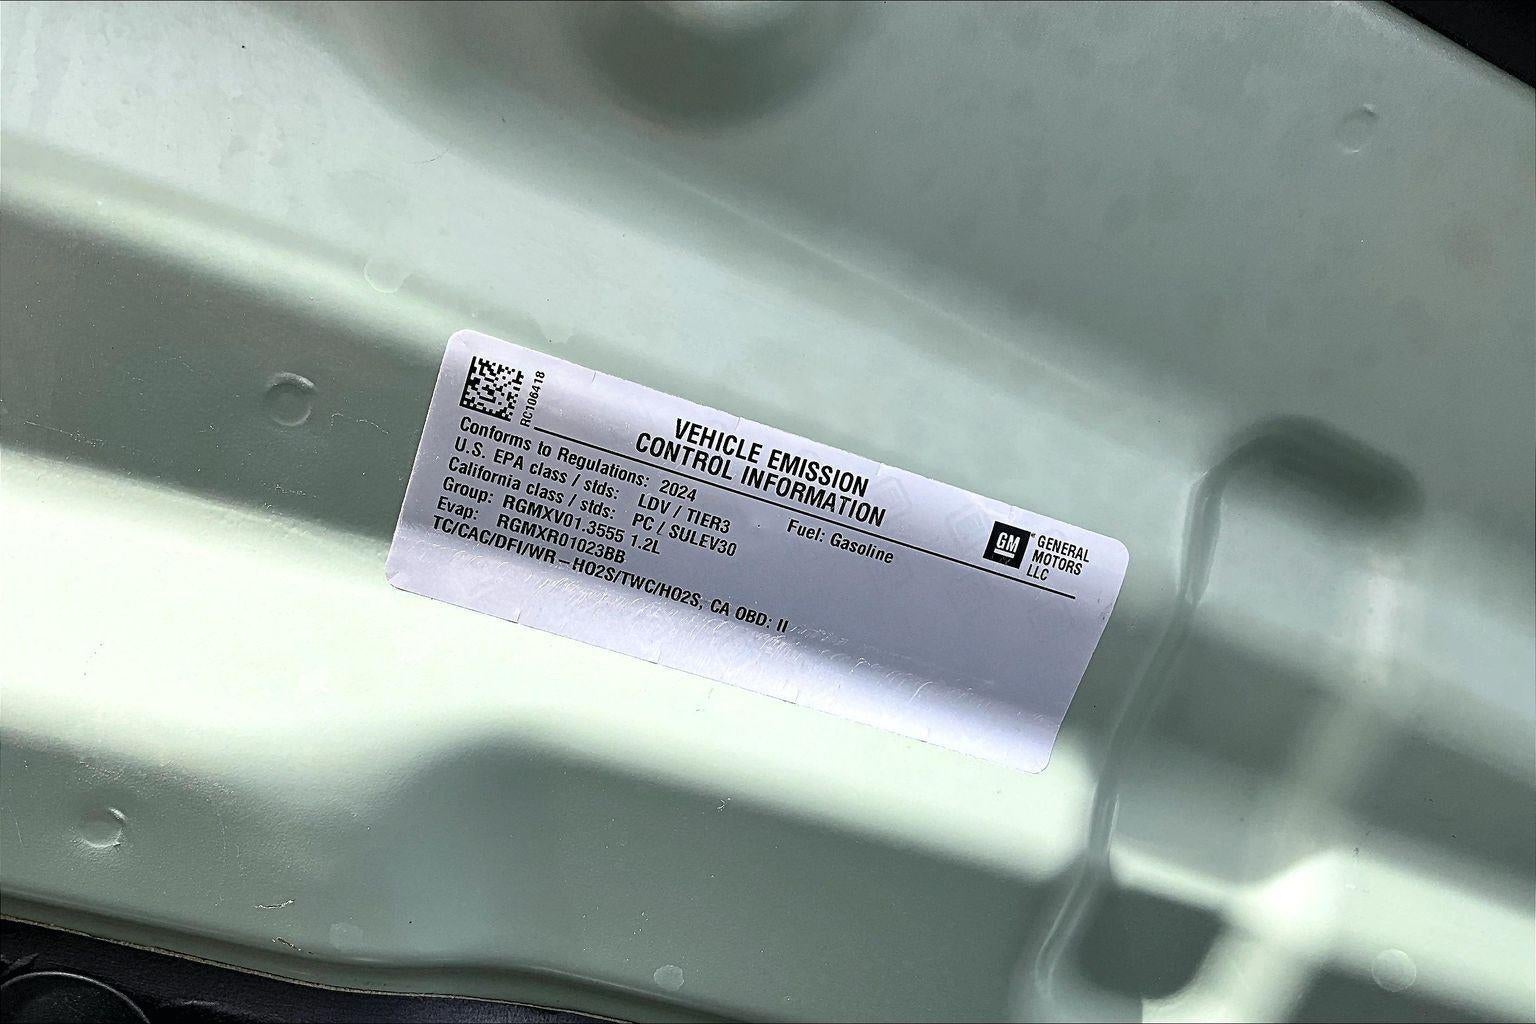 RC106418
VEHICLE EMISSION
CONTROL INFORMATION
Conforms to Regulations: 2024
U.S. EPA class / stds: LDV / TIER3
California class / stds: PC / SULEV30
Group: RGMXV01.3555 1.2L
Evap: RGMXR01023BB
TC/CAC/DFI/WR-HO2S/TWC/HO2S, CA OBD: II
Fuel: Gasoline
GM
GENERAL
MOTORS
LLC